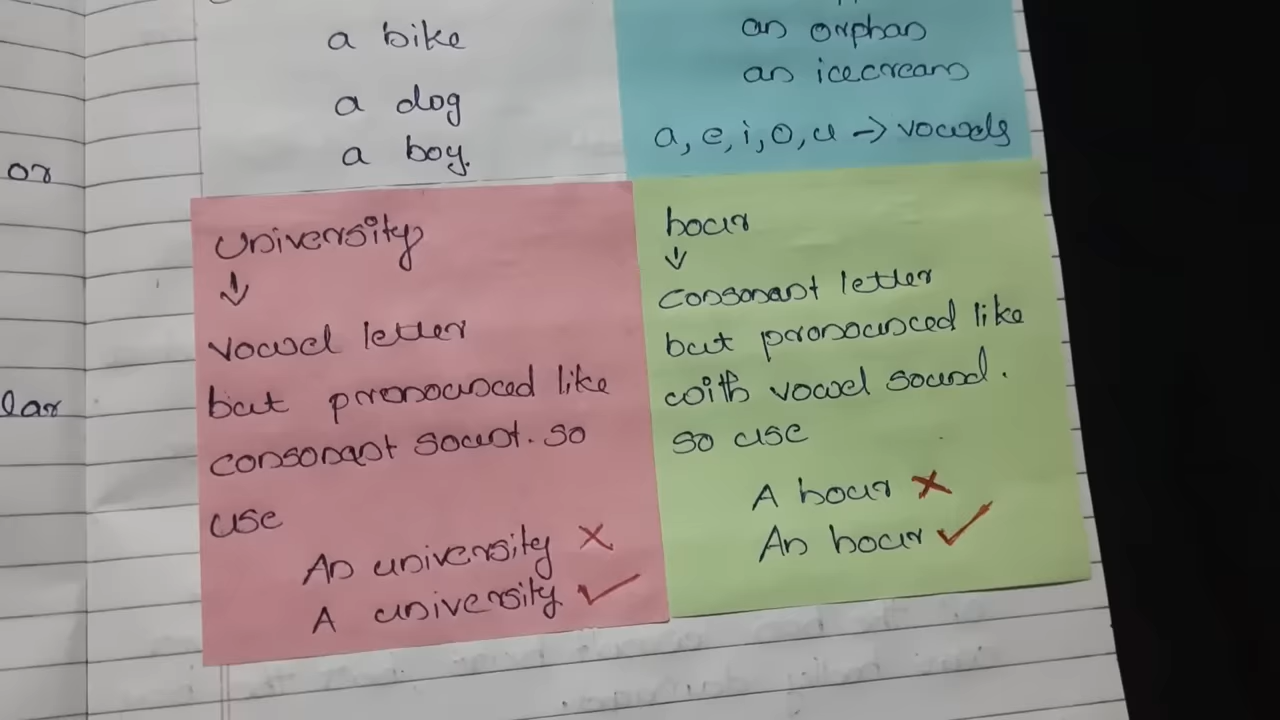 or
lar
a bike
a dog
a boy.
an orphan
an icecream
a, e, i, o, u → vowels
University
↓
vowel letter
but pronounced like
consonant sount. so
use
An university ✗
A university ✓
hour
↓
consonant letter
but pronounced like
with vowel sound.
so use
A hour ✗
An hour ✓